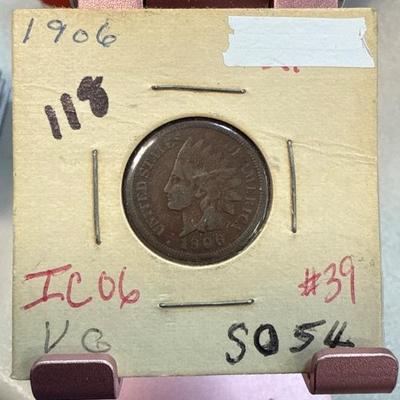 1906
118
UNITED STATES OF AMERICA
1906
IC06
#39
VG
SO54